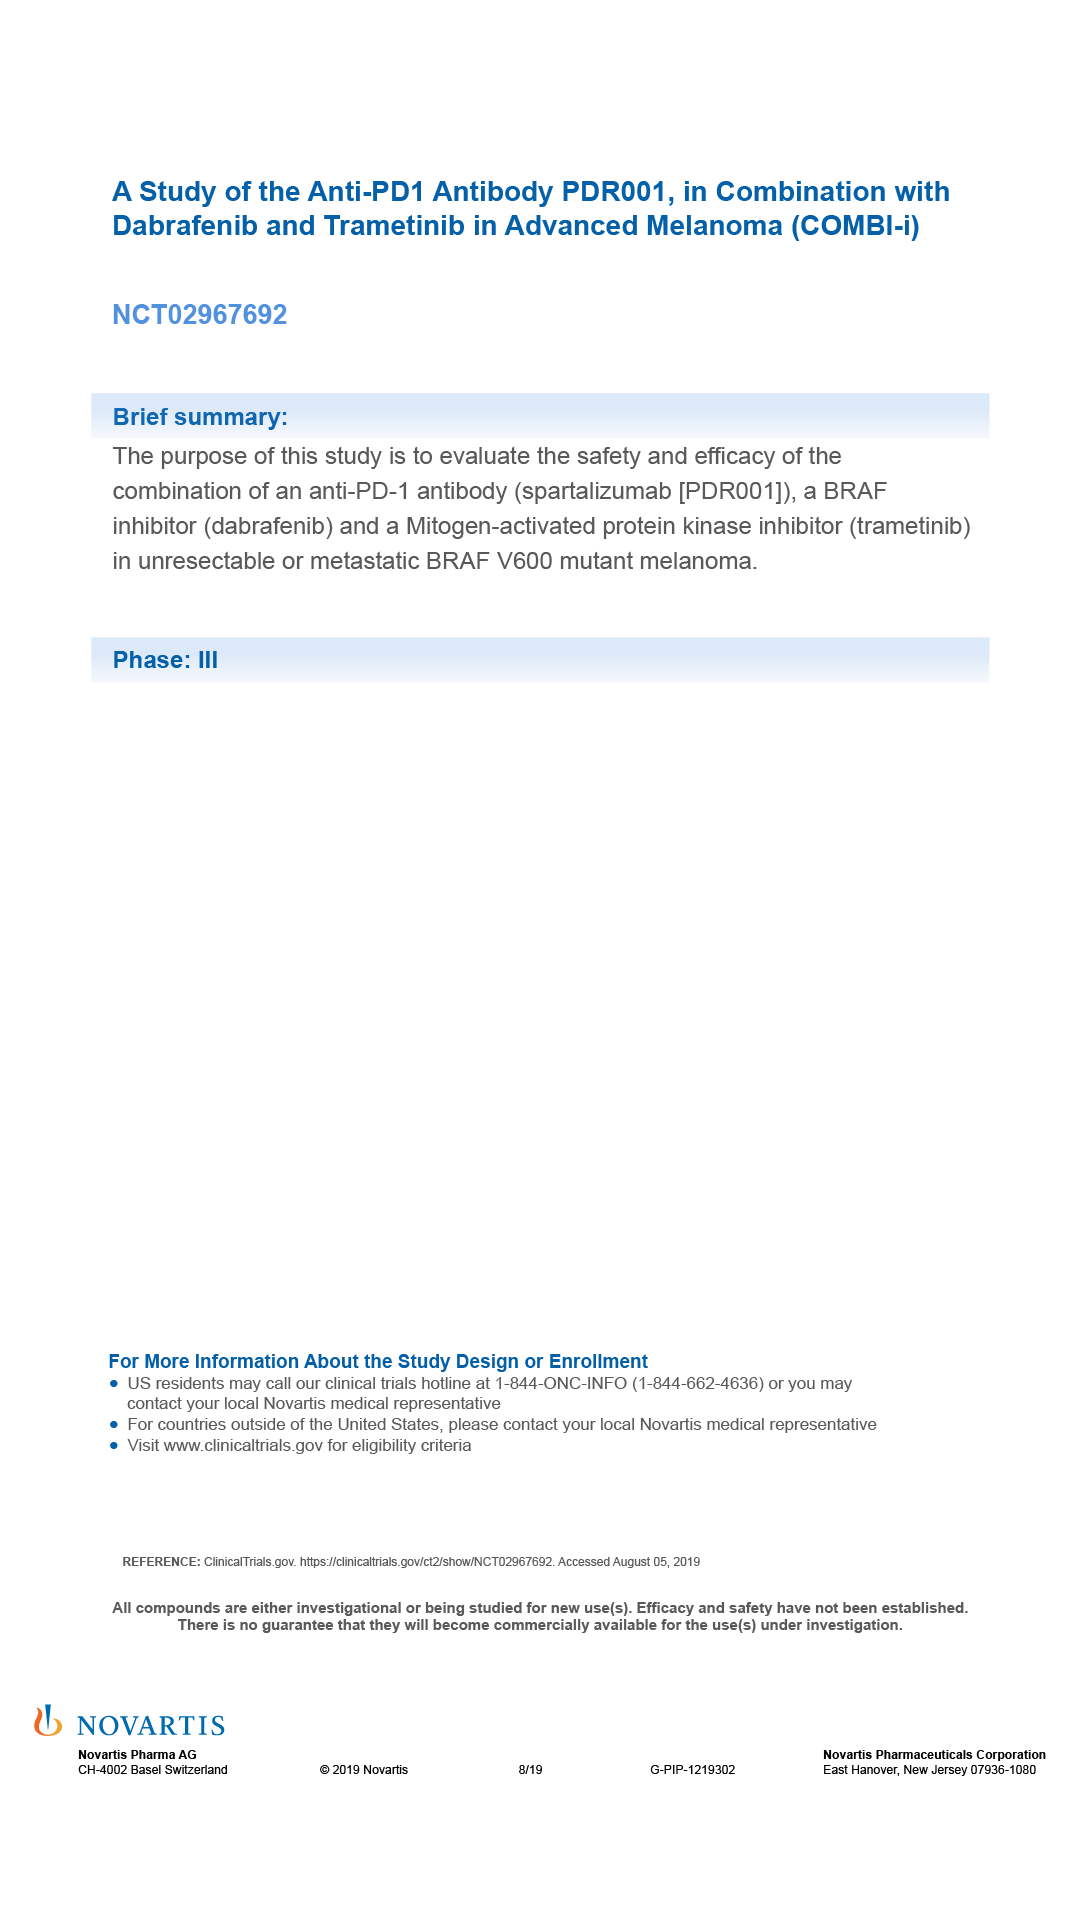 A Study of the Anti-PD1 Antibody PDR001, in Combination with
Dabrafenib and Trametinib in Advanced Melanoma (COMBI-i)
NCT02967692
Brief summary:
The purpose of this study is to evaluate the safety and efficacy of the
combination of an anti-PD-1 antibody (spartalizumab [PDR001]), a BRAF
inhibitor (dabrafenib) and a Mitogen-activated protein kinase inhibitor (trametinib)
in unresectable or metastatic BRAF V600 mutant melanoma.
Phase: III
For More Information About the Study Design or Enrollment
• US residents may call our clinical trials hotline at 1-844-ONC-INFO (1-844-662-4636) or you may
contact your local Novartis medical representative
• For countries outside of the United States, please contact your local Novartis medical representative
• Visit www.clinicaltrials.gov for eligibility criteria
REFERENCE: ClinicalTrials.gov. https://clinicaltrials.gov/ct2/show/NCT02967692. Accessed August 05, 2019
All compounds are either investigational or being studied for new use(s). Efficacy and safety have not been established.
There is no guarantee that they will become commercially available for the use(s) under investigation.
NOVARTIS
Novartis Pharma AG Novartis Pharmaceuticals Corporation
CH-4002 Basel Switzerland © 2019 Novartis 8/19 G-PIP-1219302 East Hanover, New Jersey 07936-1080